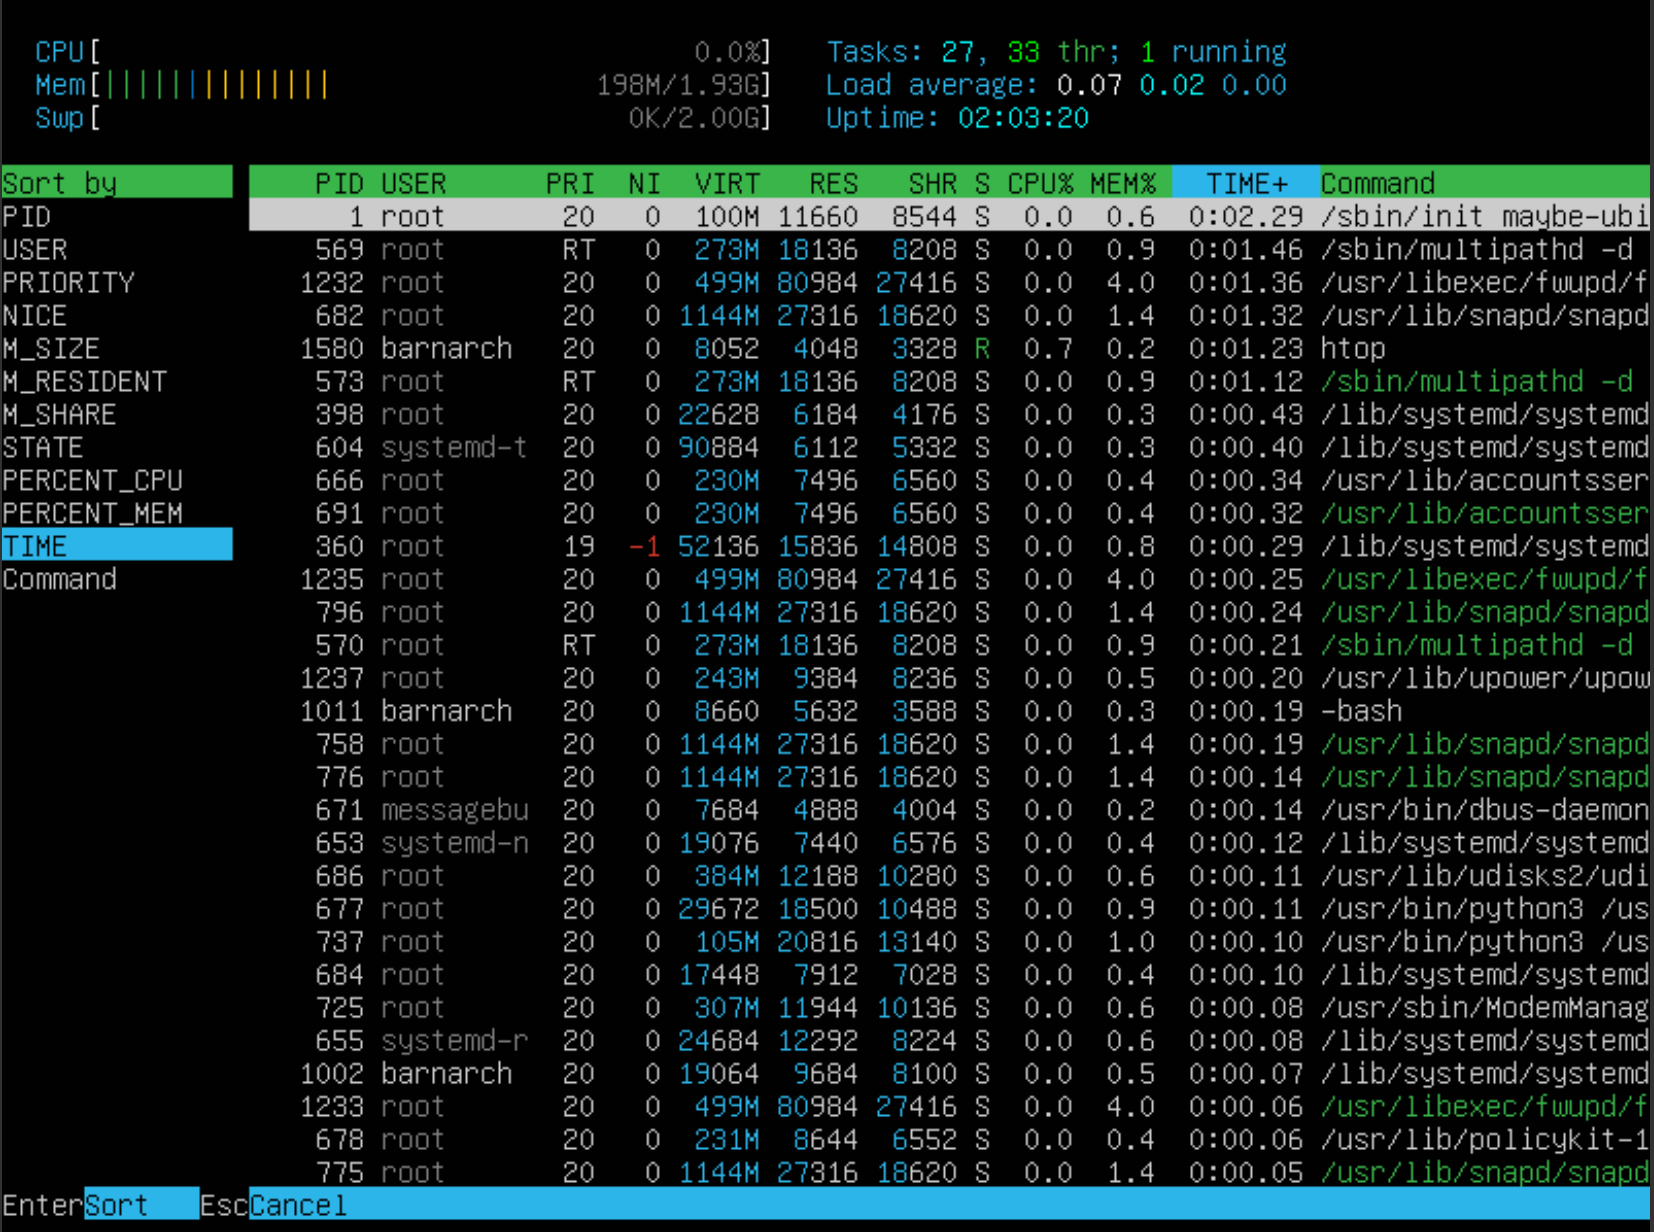 CPU[ 0.0%] Tasks: 27, 33 thr; 1 running
Mem[|||||||||||||| 198M/1.93G] Load average: 0.07 0.02 0.00
Swp[ 0K/2.00G] Uptime: 02:03:20
Sort by PID USER PRI NI VIRT RES SHR S CPU% MEM% TIME+ Command
PID 1 root 20 0 100M 11660 8544 S 0.0 0.6 0:02.29 /sbin/init maybe-ubi
USER 569 root RT 0 273M 18136 8208 S 0.0 0.9 0:01.46 /sbin/multipathd -d
PRIORITY 1232 root 20 0 499M 80984 27416 S 0.0 4.0 0:01.36 /usr/libexec/fwupd/f
NICE 682 root 20 0 1144M 27316 18620 S 0.0 1.4 0:01.32 /usr/lib/snapd/snapd
M_SIZE 1580 barnarch 20 0 8052 4048 3328 R 0.7 0.2 0:01.23 htop
M_RESIDENT 573 root RT 0 273M 18136 8208 S 0.0 0.9 0:01.12 /sbin/multipathd -d
M_SHARE 398 root 20 0 22628 6184 4176 S 0.0 0.3 0:00.43 /lib/systemd/systemd
STATE 604 systemd-t 20 0 90884 6112 5332 S 0.0 0.3 0:00.40 /lib/systemd/systemd
PERCENT_CPU 666 root 20 0 230M 7496 6560 S 0.0 0.4 0:00.34 /usr/lib/accountsser
PERCENT_MEM 691 root 20 0 230M 7496 6560 S 0.0 0.4 0:00.32 /usr/lib/accountsser
TIME 360 root 19 -1 52136 15836 14808 S 0.0 0.8 0:00.29 /lib/systemd/systemd
Command 1235 root 20 0 499M 80984 27416 S 0.0 4.0 0:00.25 /usr/libexec/fwupd/f
796 root 20 0 1144M 27316 18620 S 0.0 1.4 0:00.24 /usr/lib/snapd/snapd
570 root RT 0 273M 18136 8208 S 0.0 0.9 0:00.21 /sbin/multipathd -d
1237 root 20 0 243M 9384 8236 S 0.0 0.5 0:00.20 /usr/lib/upower/upow
1011 barnarch 20 0 8660 5632 3588 S 0.0 0.3 0:00.19 -bash
758 root 20 0 1144M 27316 18620 S 0.0 1.4 0:00.19 /usr/lib/snapd/snapd
776 root 20 0 1144M 27316 18620 S 0.0 1.4 0:00.14 /usr/lib/snapd/snapd
671 messagebu 20 0 7684 4888 4004 S 0.0 0.2 0:00.14 /usr/bin/dbus-daemon
653 systemd-n 20 0 19076 7440 6576 S 0.0 0.4 0:00.12 /lib/systemd/systemd
686 root 20 0 384M 12188 10280 S 0.0 0.6 0:00.11 /usr/lib/udisks2/udi
677 root 20 0 29672 18500 10488 S 0.0 0.9 0:00.11 /usr/bin/python3 /us
737 root 20 0 105M 20816 13140 S 0.0 1.0 0:00.10 /usr/bin/python3 /us
684 root 20 0 17448 7912 7028 S 0.0 0.4 0:00.10 /lib/systemd/systemd
725 root 20 0 307M 11944 10136 S 0.0 0.6 0:00.08 /usr/sbin/ModemManag
655 systemd-r 20 0 24684 12292 8224 S 0.0 0.6 0:00.08 /lib/systemd/systemd
1002 barnarch 20 0 19064 9684 8100 S 0.0 0.5 0:00.07 /lib/systemd/systemd
1233 root 20 0 499M 80984 27416 S 0.0 4.0 0:00.06 /usr/libexec/fwupd/f
678 root 20 0 231M 8644 6552 S 0.0 0.4 0:00.06 /usr/lib/policykit-1
775 root 20 0 1144M 27316 18620 S 0.0 1.4 0:00.05 /usr/lib/snapd/snapd
EnterSort EscCancel